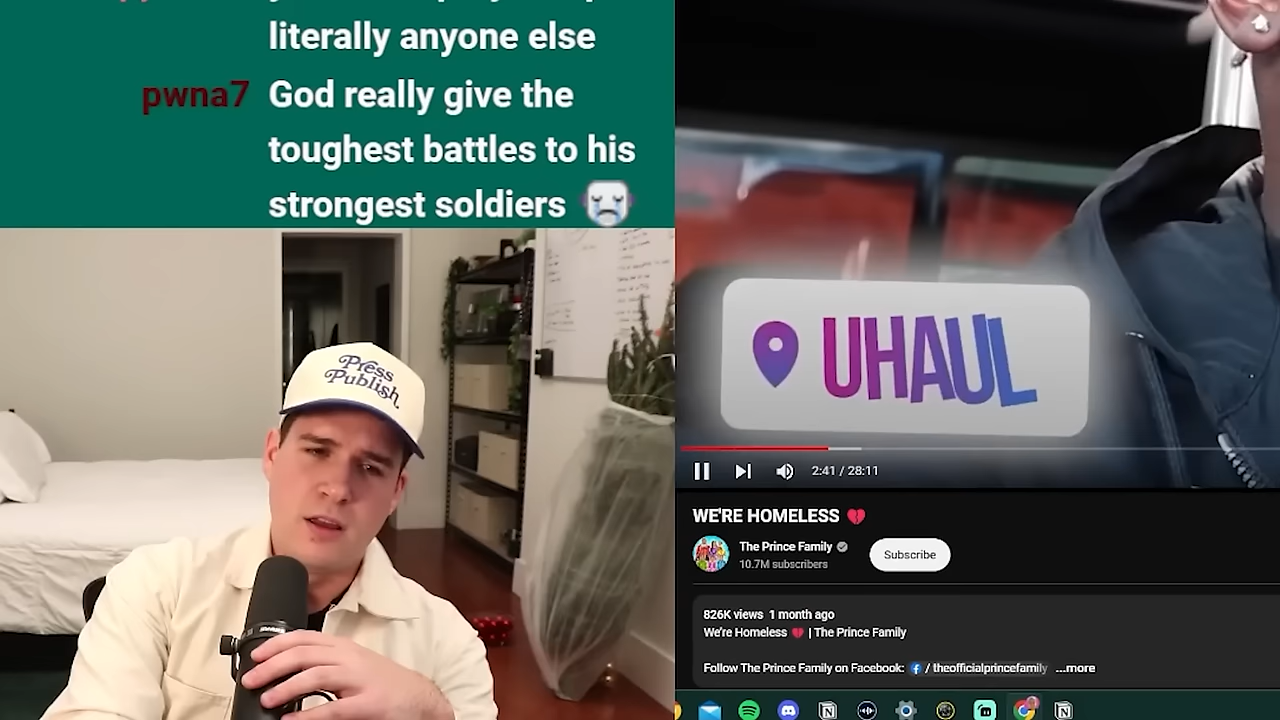 literally anyone else
pwna7 God really give the
toughest battles to his
strongest soldiers 😢
Press
Publish.
UHAUL
2:41 / 28:11
WE'RE HOMELESS 💔
The Prince Family
10.7M subscribers
Subscribe
826K views 1 month ago
We're Homeless 💔 | The Prince Family
Follow The Prince Family on Facebook: / theofficialprincefamily ...more